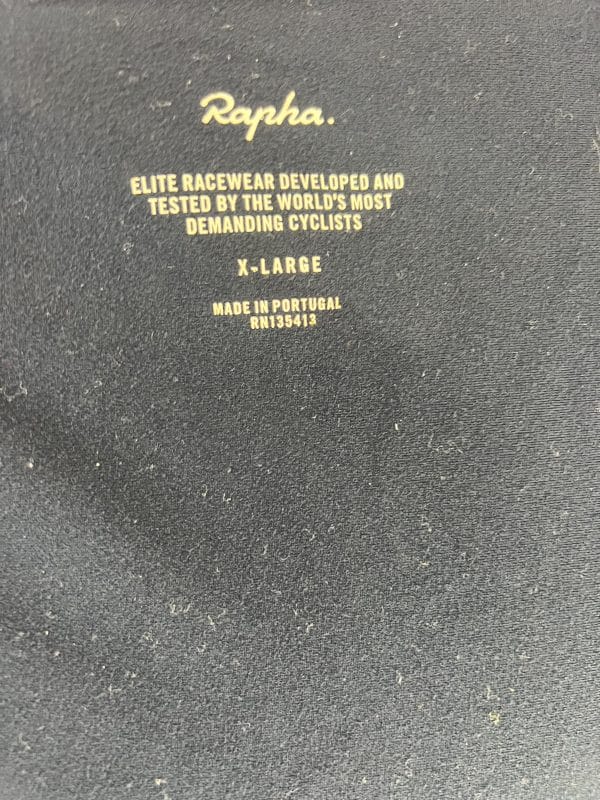 Rapha.
ELITE RACEWEAR DEVELOPED AND
TESTED BY THE WORLD'S MOST
DEMANDING CYCLISTS
X-LARGE
MADE IN PORTUGAL
RN135413